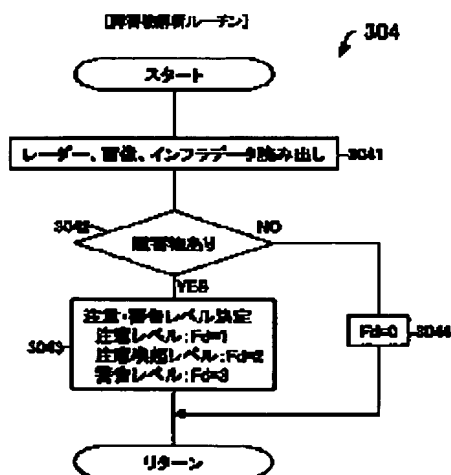 [障害物解析ルーチン]
304
スタート
レーダー、画像、インフラデータ読み出し
3041
3042
障害物あり
NO
YES
注意・警告レベル決定
注意レベル:Fd=1
注意喚起レベル:Fd=2
警告レベル:Fd=3
3043
Fd=0
3044
リターン